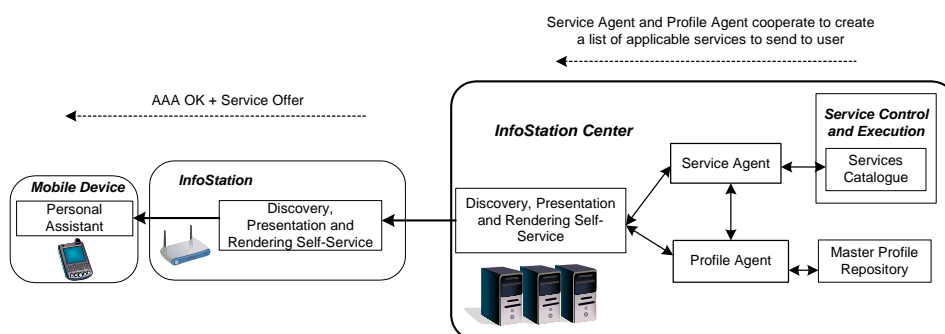 Service Agent and Profile Agent cooperate to create
a list of applicable services to send to user
AAA OK + Service Offer
InfoStation Center
Service Control
and Execution
Services
Catalogue
Service Agent
Mobile Device
Personal
Assistant
InfoStation
Discovery,
Presentation and
Rendering Self-Service
Discovery, Presentation
and Rendering Self-
Service
Profile Agent
Master Profile
Repository